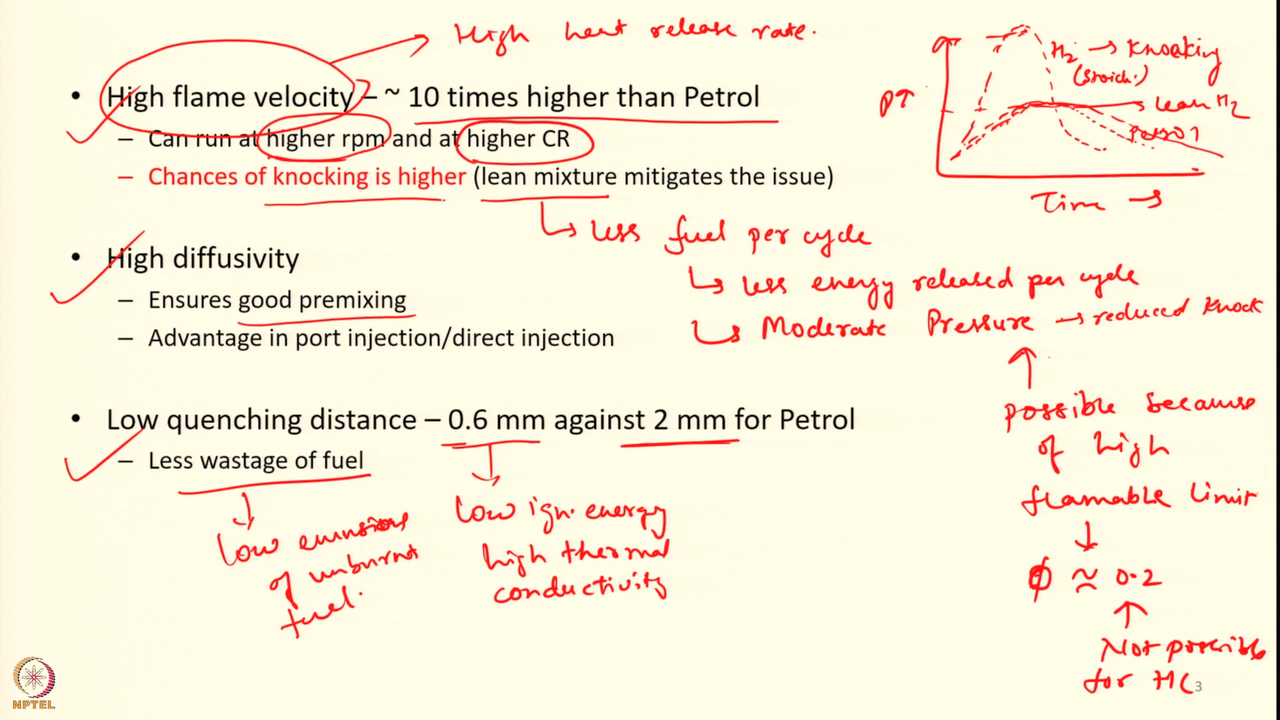 High heat release rate.
• High flame velocity – ~ 10 times higher than Petrol
– Can run at higher rpm and at higher CR
– Chances of knocking is higher (lean mixture mitigates the issue)
P↑
H₂ → Knocking
(Stoich.)
lean H₂
Petrol
Time →
↳ less fuel per cycle
↳ less energy released per cycle
↳ Moderate Pressure → reduced Knock
• High diffusivity
– Ensures good premixing
– Advantage in port injection/direct injection
possible because
of high
flamable limit
↓
ϕ ≈ 0.2
↑
Not possible
for HC
• Low quenching distance – 0.6 mm against 2 mm for Petrol
– Less wastage of fuel
Low emissions
of unburnt
fuel.
Low ign. energy
high thermal
conductivity
NPTEL
3